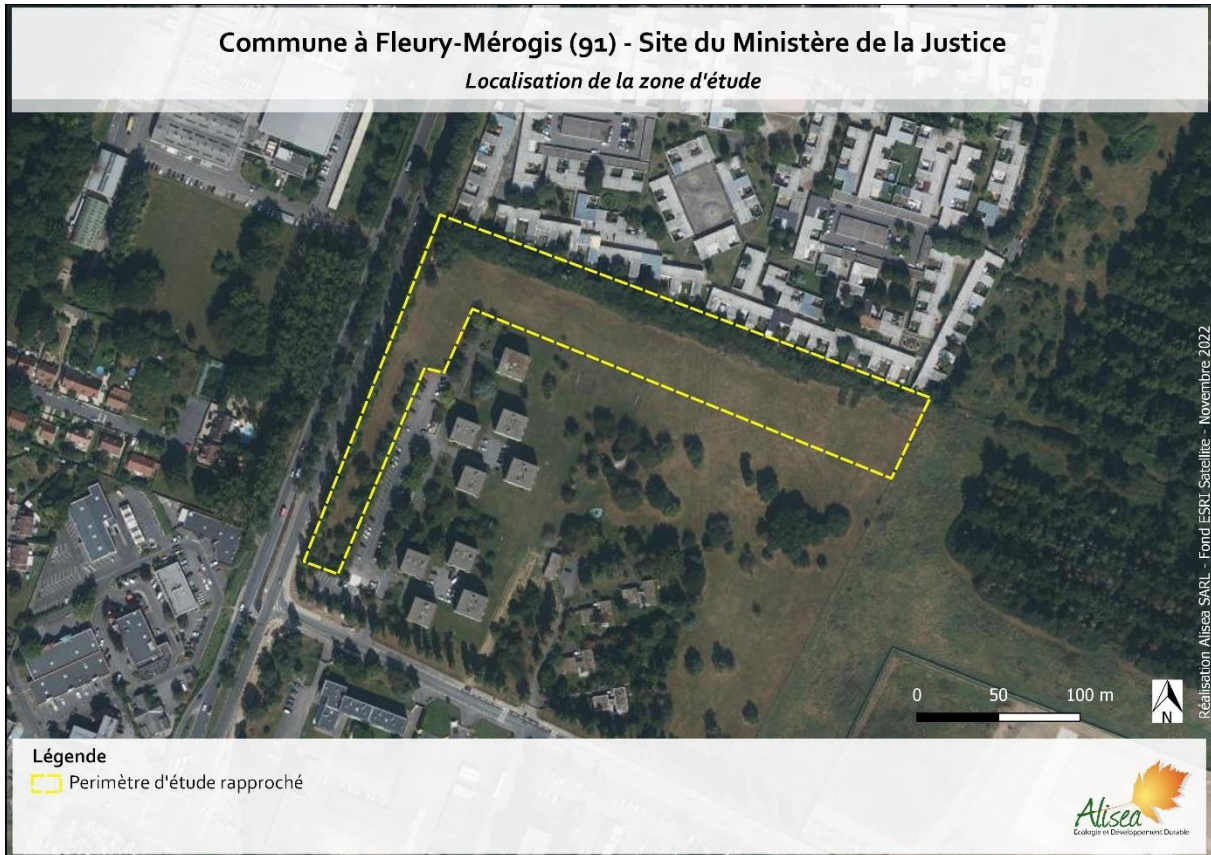 Commune à Fleury-Mérogis (91) - Site du Ministère de la Justice
Localisation de la zone d'étude
Réalisation Alisea SARL - Fond ESRI Satellite - Novembre 2022
0 50 100 m
N
Légende
Perimètre d'étude rapproché
Alisea
Ecologie et Développement Durable